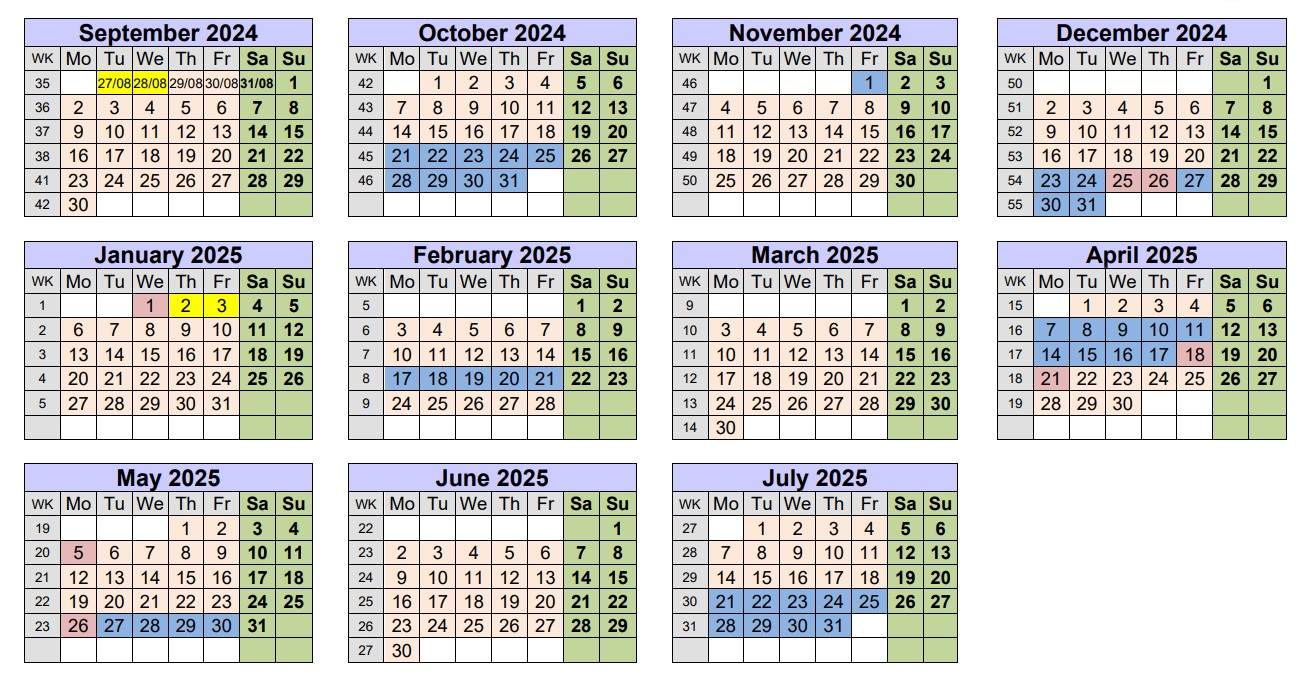 September 2024
WK Mo Tu We Th Fr Sa Su
35 27/08 28/08 29/08 30/08 31/08 1
36 2 3 4 5 6 7 8
37 9 10 11 12 13 14 15
38 16 17 18 19 20 21 22
41 23 24 25 26 27 28 29
42 30
October 2024
WK Mo Tu We Th Fr Sa Su
42 1 2 3 4 5 6
43 7 8 9 10 11 12 13
44 14 15 16 17 18 19 20
45 21 22 23 24 25 26 27
46 28 29 30 31
November 2024
WK Mo Tu We Th Fr Sa Su
46 1 2 3
47 4 5 6 7 8 9 10
48 11 12 13 14 15 16 17
49 18 19 20 21 22 23 24
50 25 26 27 28 29 30
December 2024
WK Mo Tu We Th Fr Sa Su
50 1
51 2 3 4 5 6 7 8
52 9 10 11 12 13 14 15
53 16 17 18 19 20 21 22
54 23 24 25 26 27 28 29
55 30 31
January 2025
WK Mo Tu We Th Fr Sa Su
1 1 2 3 4 5
2 6 7 8 9 10 11 12
3 13 14 15 16 17 18 19
4 20 21 22 23 24 25 26
5 27 28 29 30 31
February 2025
WK Mo Tu We Th Fr Sa Su
5 1 2
6 3 4 5 6 7 8 9
7 10 11 12 13 14 15 16
8 17 18 19 20 21 22 23
9 24 25 26 27 28
March 2025
WK Mo Tu We Th Fr Sa Su
9 1 2
10 3 4 5 6 7 8 9
11 10 11 12 13 14 15 16
12 17 18 19 20 21 22 23
13 24 25 26 27 28 29 30
14 30
April 2025
WK Mo Tu We Th Fr Sa Su
15 1 2 3 4 5 6
16 7 8 9 10 11 12 13
17 14 15 16 17 18 19 20
18 21 22 23 24 25 26 27
19 28 29 30
May 2025
WK Mo Tu We Th Fr Sa Su
19 1 2 3 4
20 5 6 7 8 9 10 11
21 12 13 14 15 16 17 18
22 19 20 21 22 23 24 25
23 26 27 28 29 30 31
June 2025
WK Mo Tu We Th Fr Sa Su
22 1
23 2 3 4 5 6 7 8
24 9 10 11 12 13 14 15
25 16 17 18 19 20 21 22
26 23 24 25 26 27 28 29
27 30
July 2025
WK Mo Tu We Th Fr Sa Su
27 1 2 3 4 5 6
28 7 8 9 10 11 12 13
29 14 15 16 17 18 19 20
30 21 22 23 24 25 26 27
31 28 29 30 31